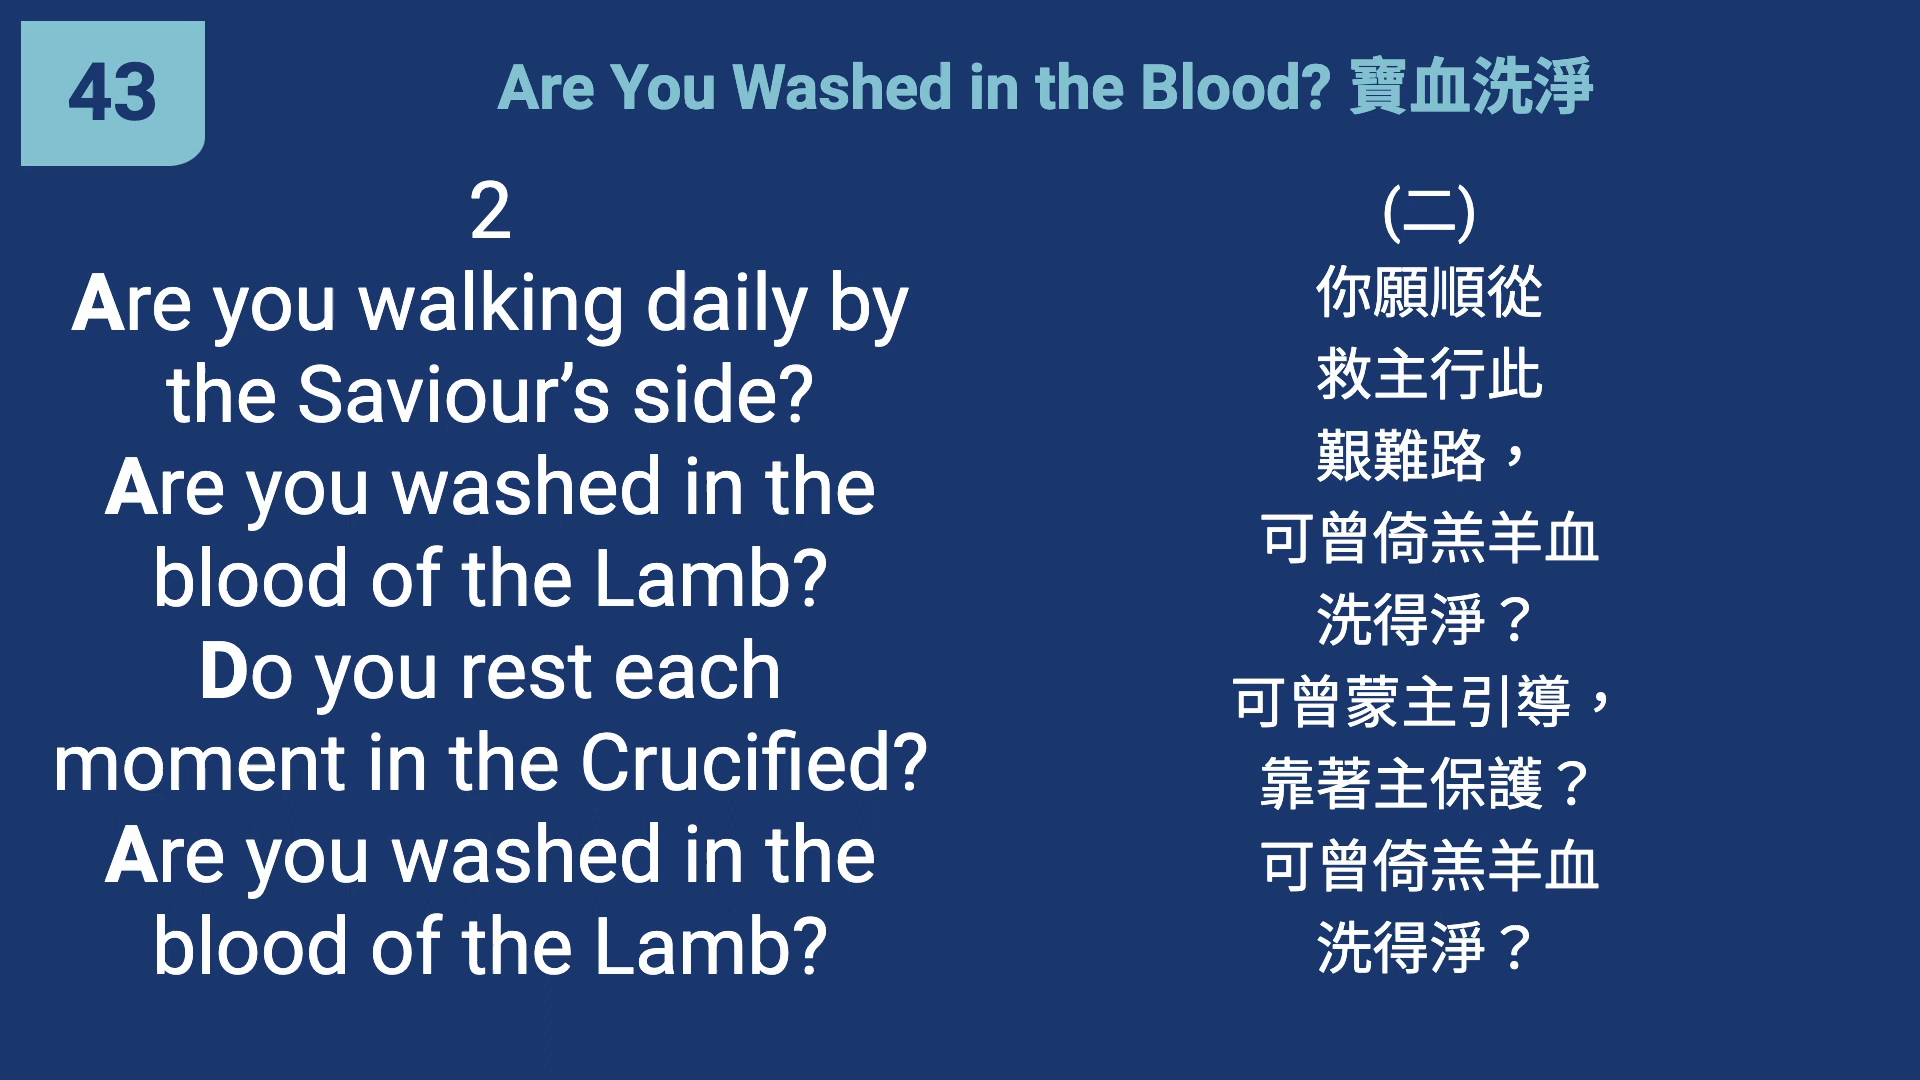 43
Are You Washed in the Blood? 寶血洗淨
2
Are you walking daily by
the Saviour’s side?
Are you washed in the
blood of the Lamb?
Do you rest each
moment in the Crucified?
Are you washed in the
blood of the Lamb?
(二)
你願順從
救主行此
艱難路，
可曾倚羔羊血
洗得淨？
可曾蒙主引導，
靠著主保護？
可曾倚羔羊血
洗得淨？